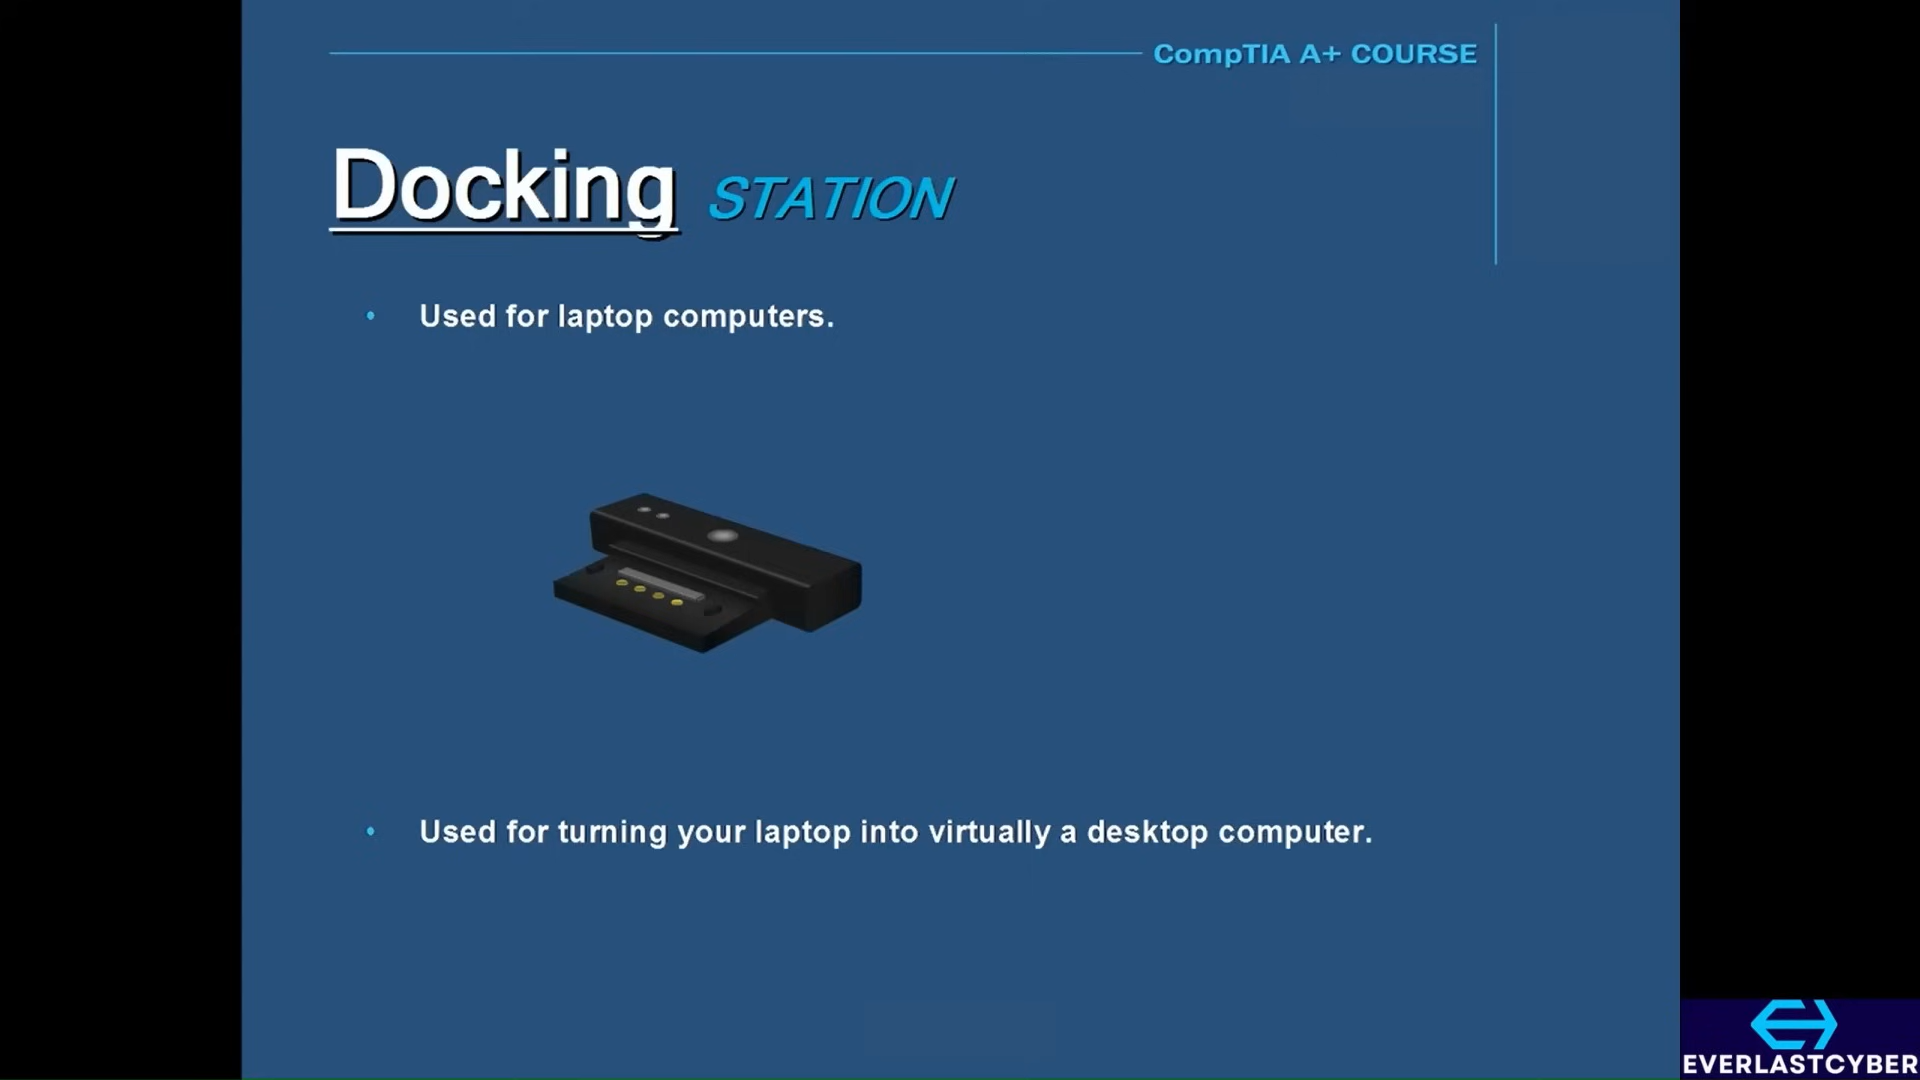 CompTIA A+ COURSE
Docking STATION
• Used for laptop computers.
• Used for turning your laptop into virtually a desktop computer.
EVERLASTCYBER